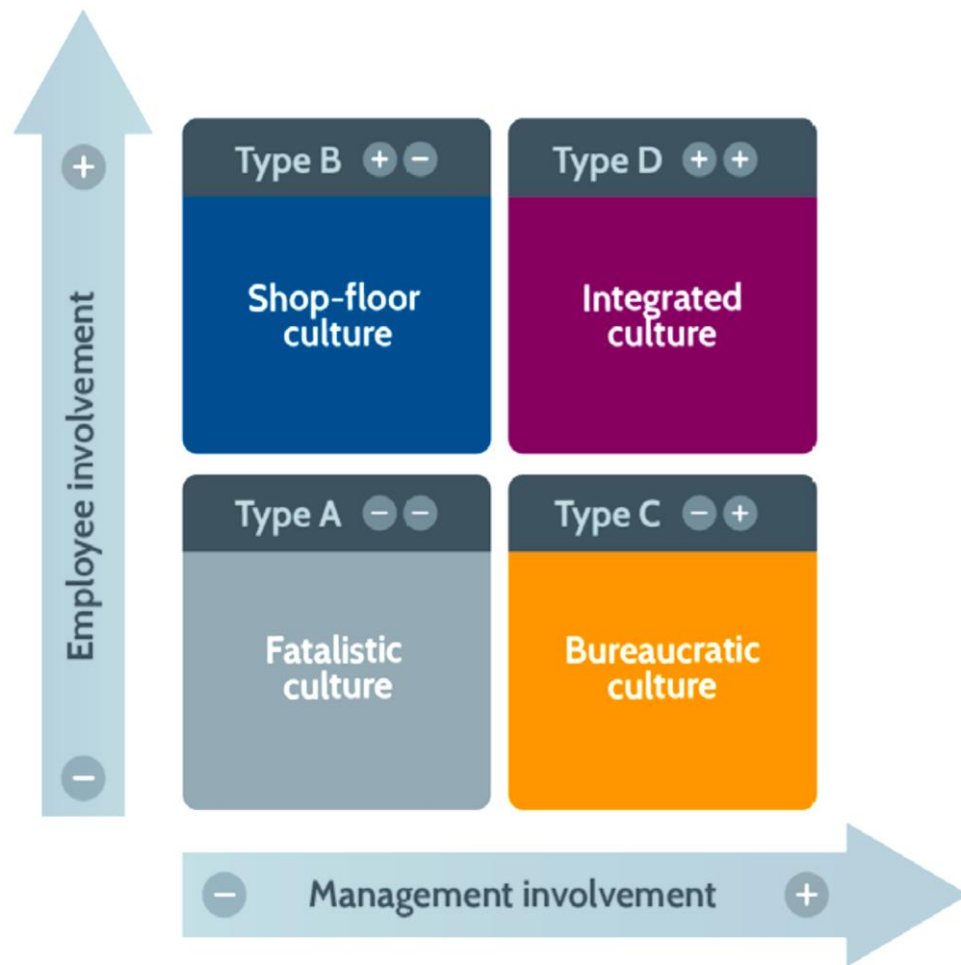 Employee involvement
+
−
Type B + −
Shop-floor
culture
Type D + +
Integrated
culture
Type A − −
Fatalistic
culture
Type C − +
Bureaucratic
culture
− Management involvement +